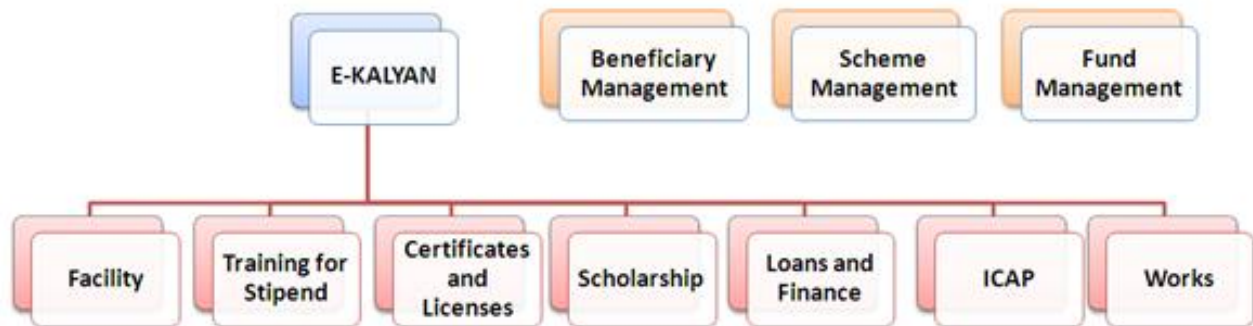 E-KALYAN
Beneficiary
Management
Scheme
Management
Fund
Management
Facility
Training for
Stipend
Certificates
and
Licenses
Scholarship
Loans and
Finance
ICAP
Works